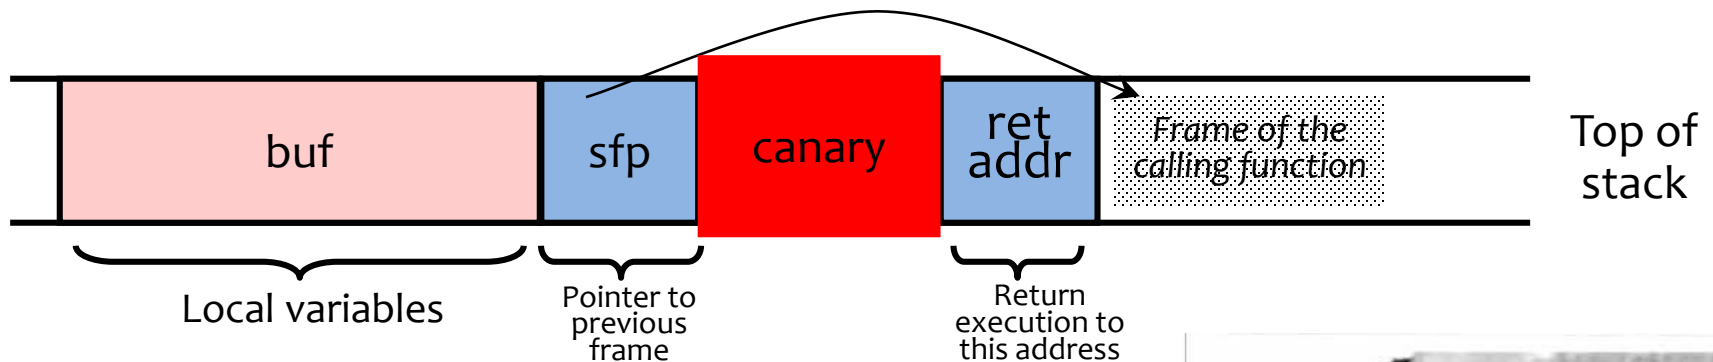 buf
sfp
canary
ret
addr
Frame of the
calling function
Top of
stack
Local variables
Pointer to
previous
frame
Return
execution to
this address